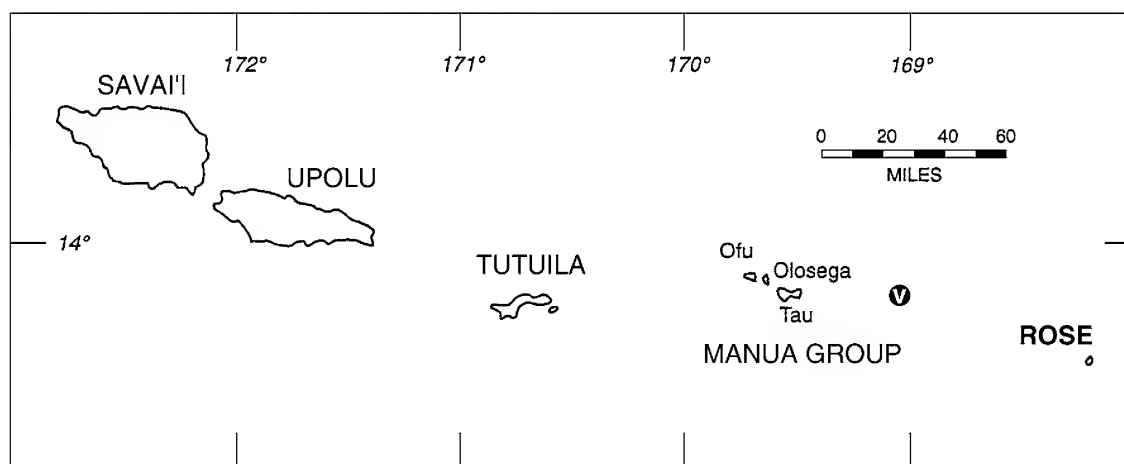 172°
171°
170°
169°
SAVAI'I
0 20 40 60
MILES
UPOLU
14°
TUTUILA
Ofu
Olosega
V
Tau
MANUA GROUP
ROSE